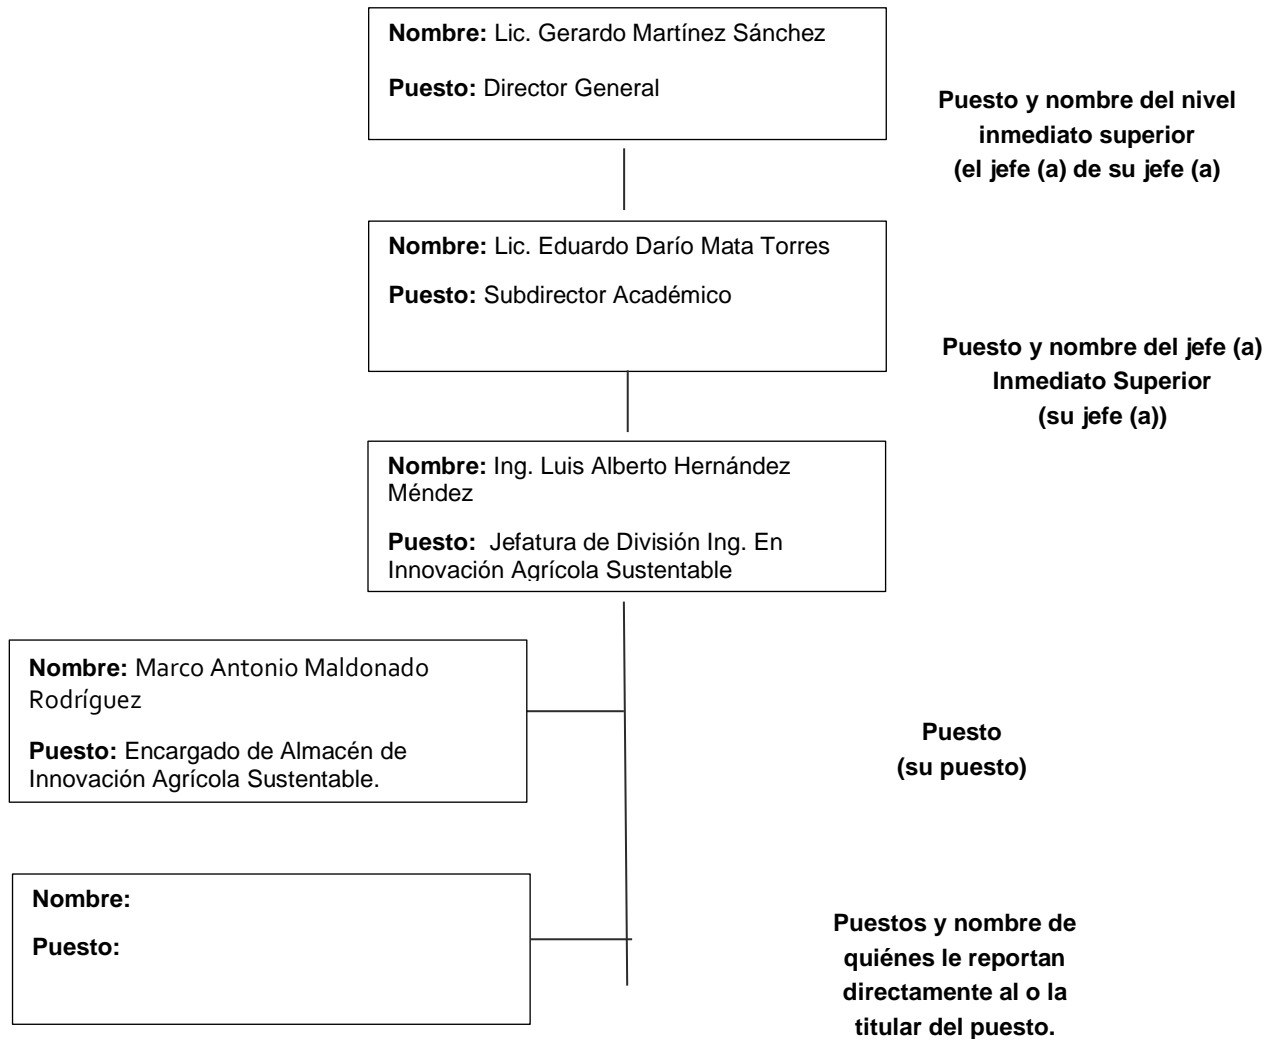 Nombre: Lic. Gerardo Martínez Sánchez
Puesto: Director General
Puesto y nombre del nivel
inmediato superior
(el jefe (a) de su jefe (a)
Nombre: Lic. Eduardo Darío Mata Torres
Puesto: Subdirector Académico
Puesto y nombre del jefe (a)
Inmediato Superior
(su jefe (a))
Nombre: Ing. Luis Alberto Hernández
Méndez
Puesto: Jefatura de División Ing. En
Innovación Agrícola Sustentable
Nombre: Marco Antonio Maldonado
Rodríguez
Puesto: Encargado de Almacén de
Innovación Agrícola Sustentable.
Puesto
(su puesto)
Nombre:
Puesto:
Puestos y nombre de
quiénes le reportan
directamente al o la
titular del puesto.